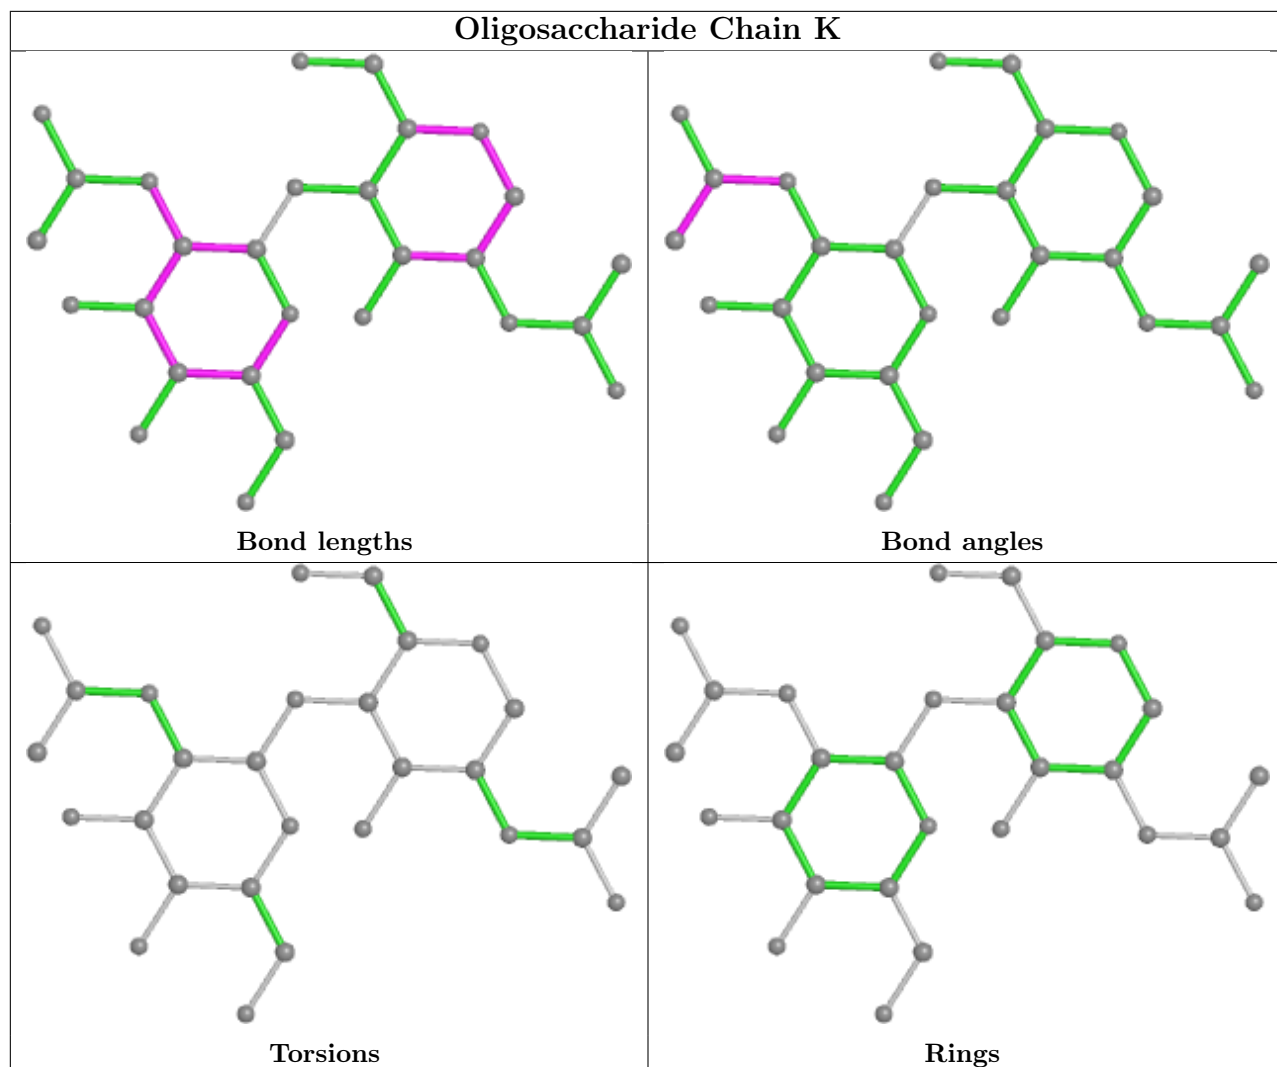 Oligosaccharide Chain K
Bond lengths
Bond angles
Torsions
Rings